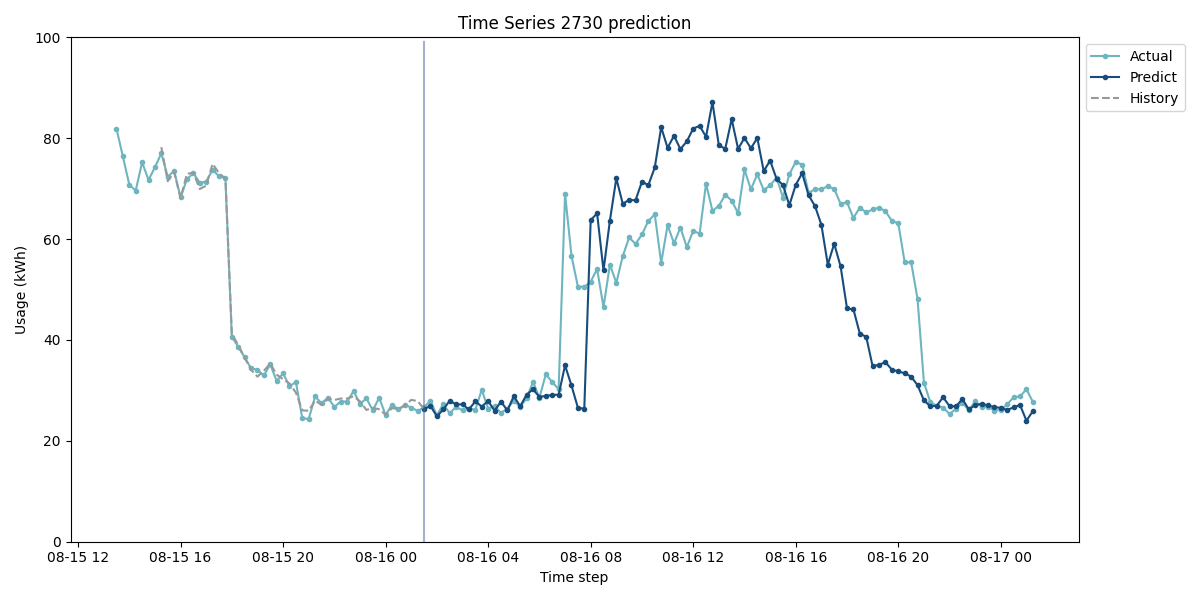 Time Series 2730 prediction
100
80
60
40
20
0
Usage (kWh)
08-15 12
08-15 16
08-15 20
08-16 00
08-16 04
08-16 08
08-16 12
08-16 16
08-16 20
08-17 00
Time step
Actual
Predict
History